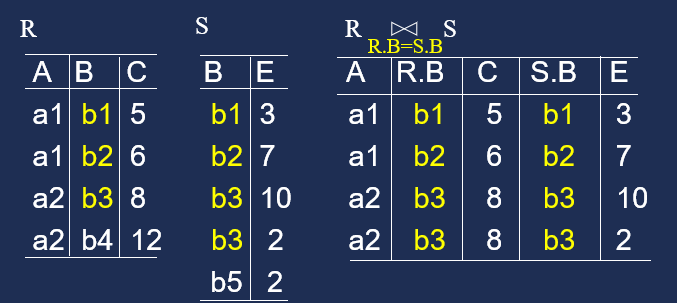 R
A B C
a1 b1 5
a1 b2 6
a2 b3 8
a2 b4 12
S
B E
b1 3
b2 7
b3 10
b3 2
b5 2
R ⋈ S
R.B=S.B
A R.B C S.B E
a1 b1 5 b1 3
a1 b2 6 b2 7
a2 b3 8 b3 10
a2 b3 8 b3 2